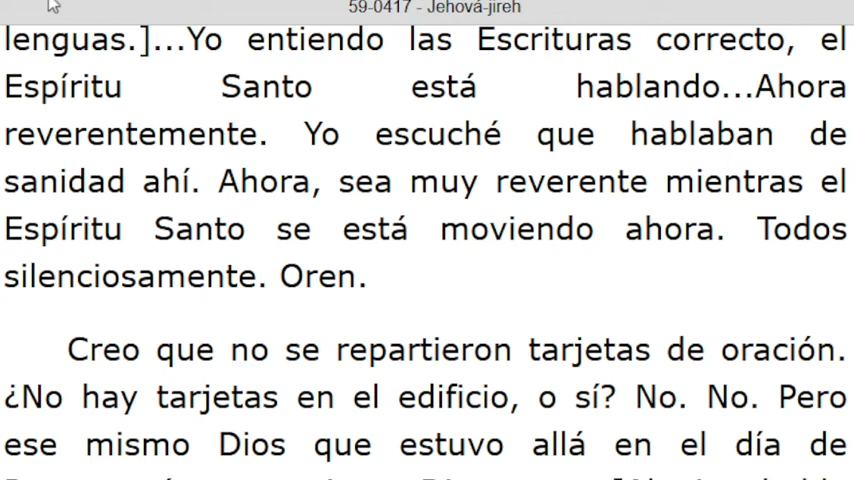 59-0417 - Jehová-jireh
lenguas.]...Yo entiendo las Escrituras correcto, el
Espíritu Santo está hablando...Ahora
reverentemente. Yo escuché que hablaban de
sanidad ahí. Ahora, sea muy reverente mientras el
Espíritu Santo se está moviendo ahora. Todos
silenciosamente. Oren.
Creo que no se repartieron tarjetas de oración.
¿No hay tarjetas en el edificio, o sí? No. No. Pero
ese mismo Dios que estuvo allá en el día de